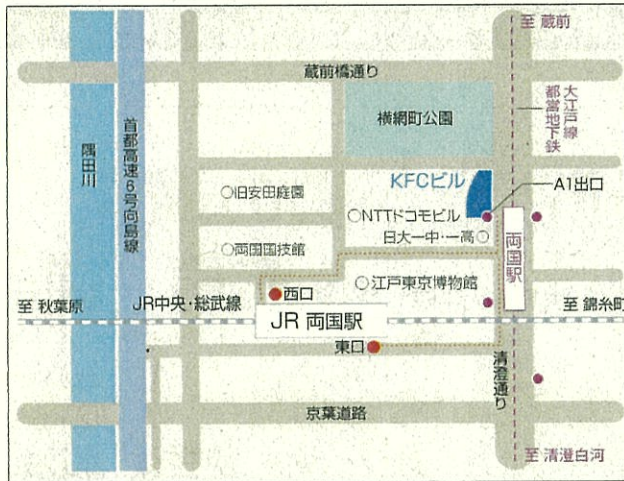 至 蔵前
蔵前橋通り
大江戸線
都営地下鉄
横網町公園
隅田川
首都高速6号向島線
KFCビル
A1出口
○旧安田庭園
○NTTドコモビル
日大一中・一高○
○両国国技館
両国駅
○江戸東京博物館
西口
至 秋葉原
JR中央・総武線
至 錦糸町
JR 両国駅
東口
清澄通り
京葉道路
至 清澄白河